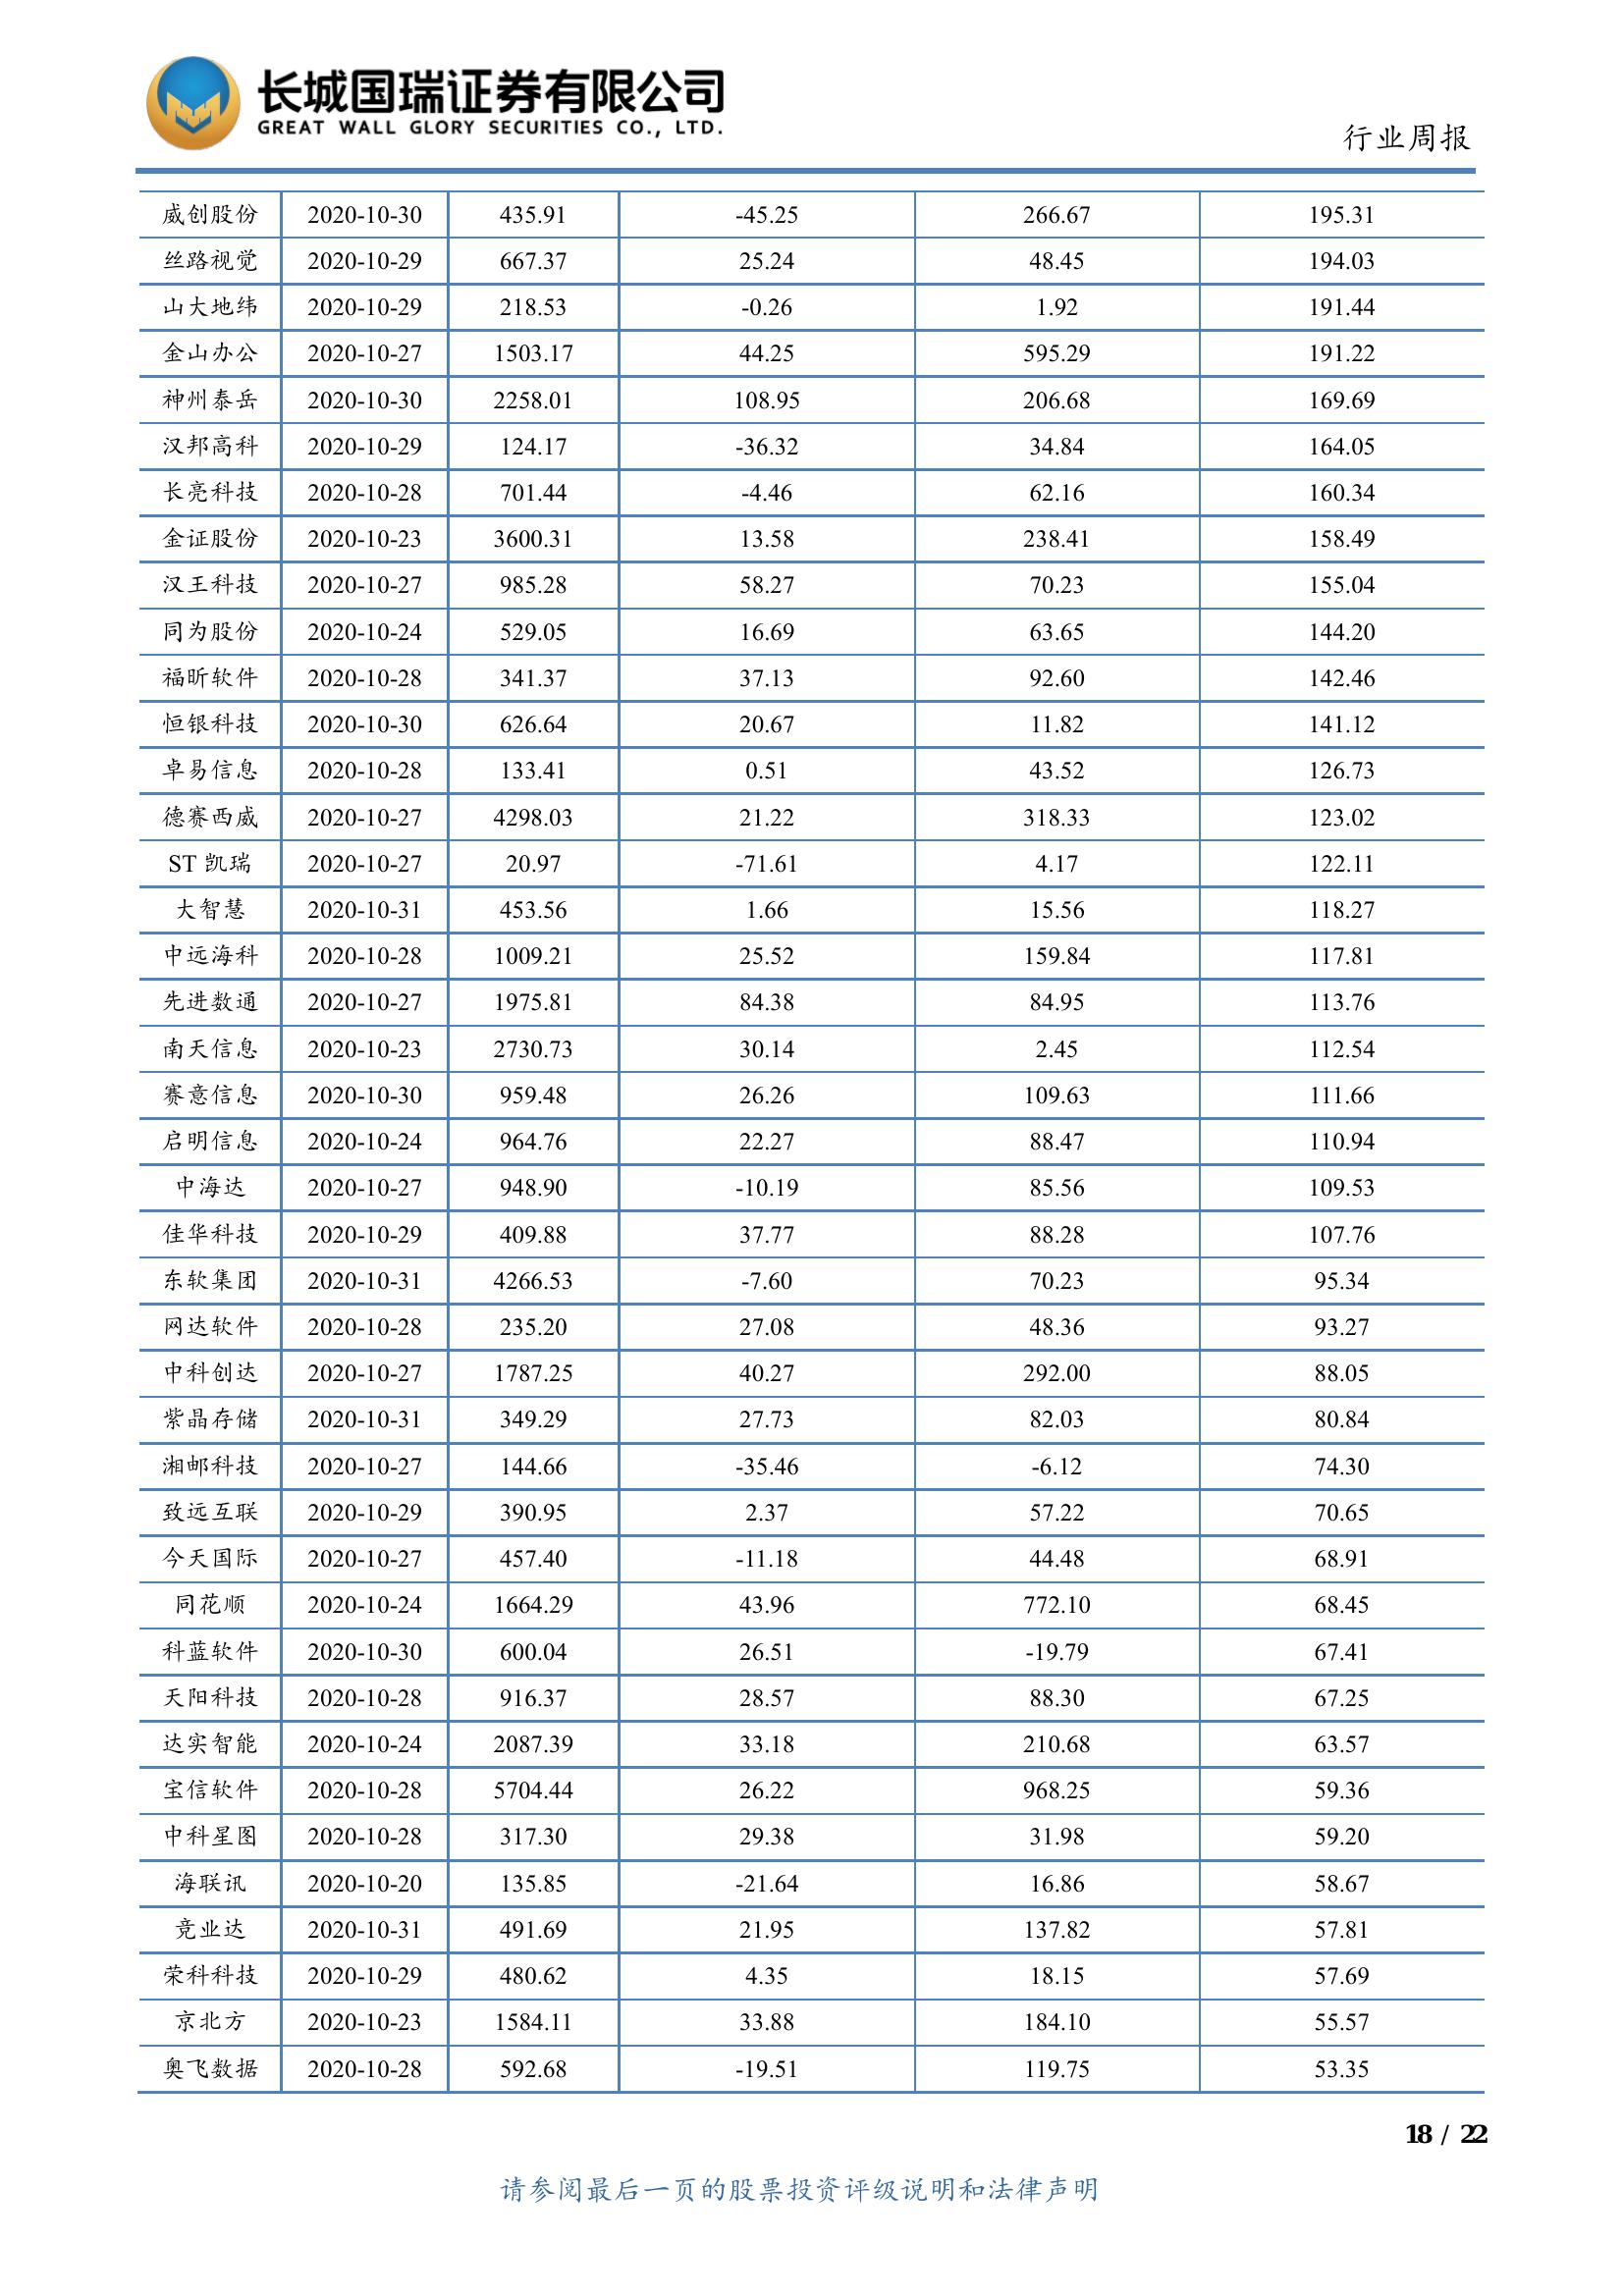 长城国瑞证券有限公司
GREAT WALL GLORY SECURITIES CO., LTD.
行业周报
威创股份 2020-10-30 435.91 -45.25 266.67 195.31
丝路视觉 2020-10-29 667.37 25.24 48.45 194.03
山大地纬 2020-10-29 218.53 -0.26 1.92 191.44
金山办公 2020-10-27 1503.17 44.25 595.29 191.22
神州泰岳 2020-10-30 2258.01 108.95 206.68 169.69
汉邦高科 2020-10-29 124.17 -36.32 34.84 164.05
长亮科技 2020-10-28 701.44 -4.46 62.16 160.34
金证股份 2020-10-23 3600.31 13.58 238.41 158.49
汉王科技 2020-10-27 985.28 58.27 70.23 155.04
同为股份 2020-10-24 529.05 16.69 63.65 144.20
福昕软件 2020-10-28 341.37 37.13 92.60 142.46
恒银科技 2020-10-30 626.64 20.67 11.82 141.12
卓易信息 2020-10-28 133.41 0.51 43.52 126.73
德赛西威 2020-10-27 4298.03 21.22 318.33 123.02
ST 凯瑞 2020-10-27 20.97 -71.61 4.17 122.11
大智慧 2020-10-31 453.56 1.66 15.56 118.27
中远海科 2020-10-28 1009.21 25.52 159.84 117.81
先进数通 2020-10-27 1975.81 84.38 84.95 113.76
南天信息 2020-10-23 2730.73 30.14 2.45 112.54
赛意信息 2020-10-30 959.48 26.26 109.63 111.66
启明信息 2020-10-24 964.76 22.27 88.47 110.94
中海达 2020-10-27 948.90 -10.19 85.56 109.53
佳华科技 2020-10-29 409.88 37.77 88.28 107.76
东软集团 2020-10-31 4266.53 -7.60 70.23 95.34
网达软件 2020-10-28 235.20 27.08 48.36 93.27
中科创达 2020-10-27 1787.25 40.27 292.00 88.05
紫晶存储 2020-10-31 349.29 27.73 82.03 80.84
湘邮科技 2020-10-27 144.66 -35.46 -6.12 74.30
致远互联 2020-10-29 390.95 2.37 57.22 70.65
今天国际 2020-10-27 457.40 -11.18 44.48 68.91
同花顺 2020-10-24 1664.29 43.96 772.10 68.45
科蓝软件 2020-10-30 600.04 26.51 -19.79 67.41
天阳科技 2020-10-28 916.37 28.57 88.30 67.25
达实智能 2020-10-24 2087.39 33.18 210.68 63.57
宝信软件 2020-10-28 5704.44 26.22 968.25 59.36
中科星图 2020-10-28 317.30 29.38 31.98 59.20
海联讯 2020-10-20 135.85 -21.64 16.86 58.67
竞业达 2020-10-31 491.69 21.95 137.82 57.81
荣科科技 2020-10-29 480.62 4.35 18.15 57.69
京北方 2020-10-23 1584.11 33.88 184.10 55.57
奥飞数据 2020-10-28 592.68 -19.51 119.75 53.35
18 / 22
请参阅最后一页的股票投资评级说明和法律声明